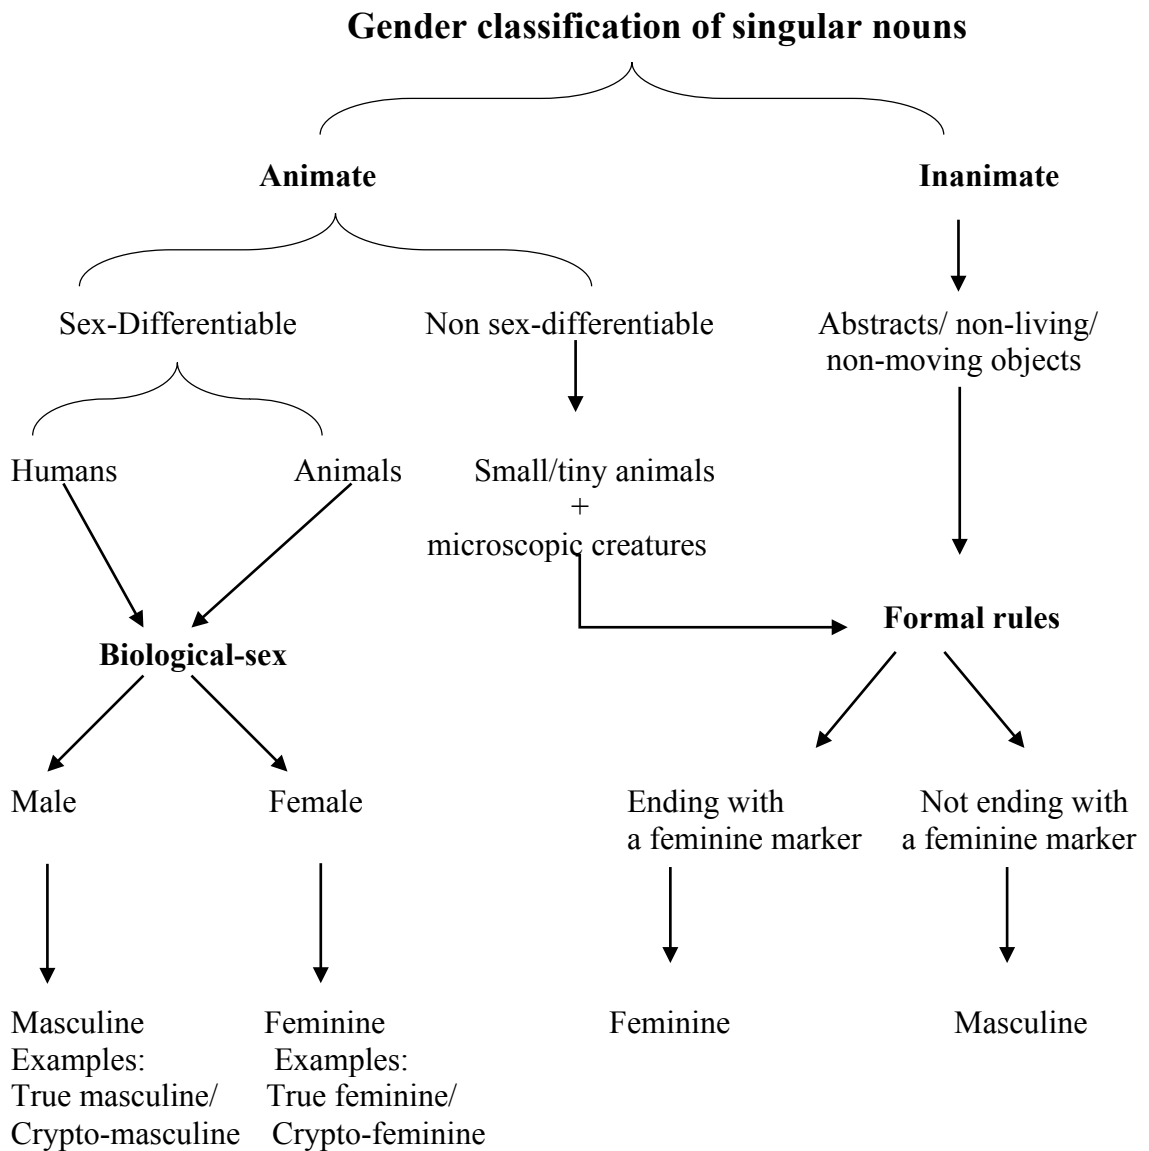 Gender classification of singular nouns
Animate
Inanimate
Sex-Differentiable
Non sex-differentiable
Abstracts/ non-living/
non-moving objects
Humans
Animals
Small/tiny animals
+
microscopic creatures
Formal rules
Biological-sex
Male
Female
Ending with
a feminine marker
Not ending with
a feminine marker
Masculine
Examples:
True masculine/
Crypto-masculine
Feminine
Examples:
True feminine/
Crypto-feminine
Feminine
Masculine